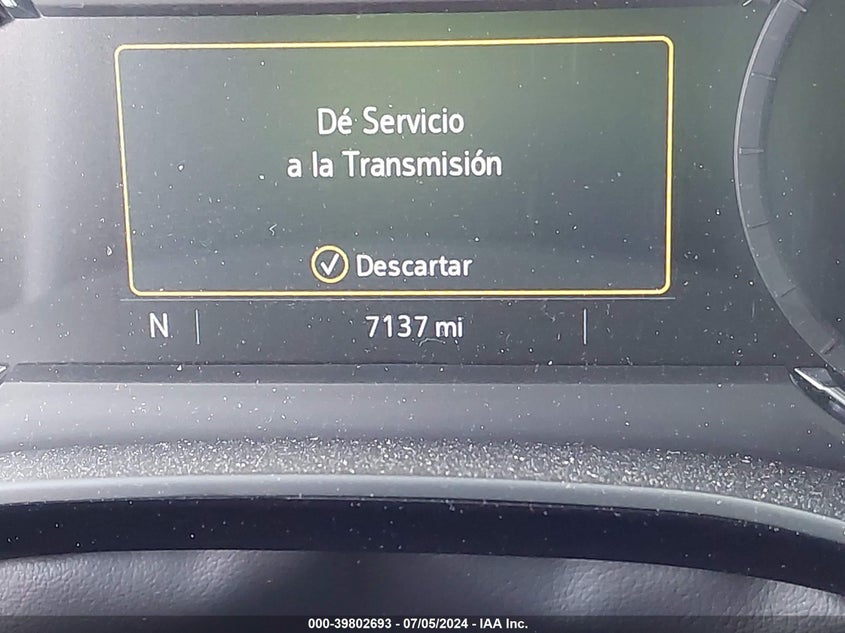 Dé Servicio
a la Transmisión
Descartar
N
7137 mi
000-39802693 - 07/05/2024 - IAA Inc.